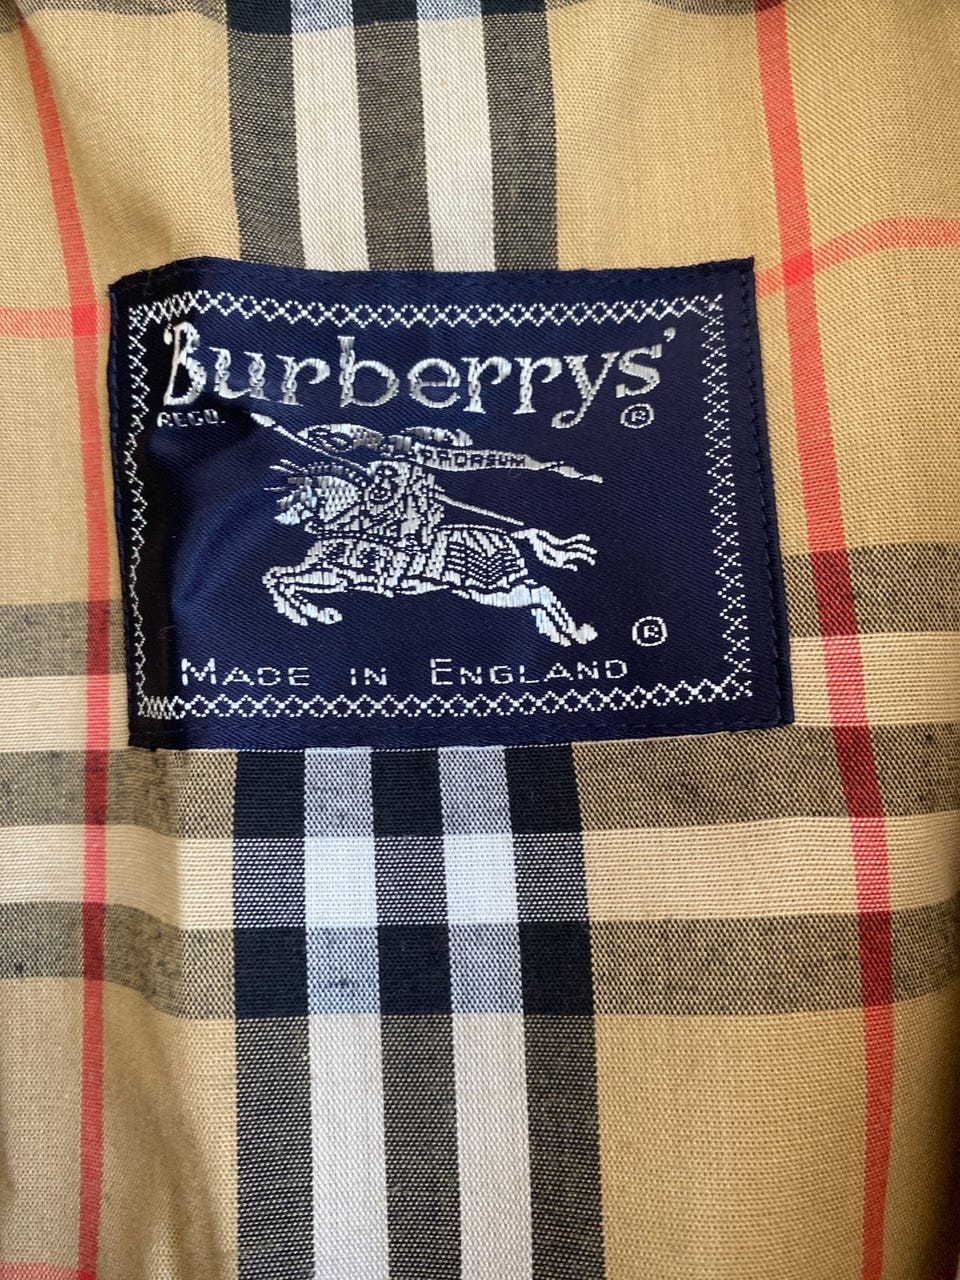 'Burberrys'
REGD. ®
PRORSUM
®
MADE IN ENGLAND